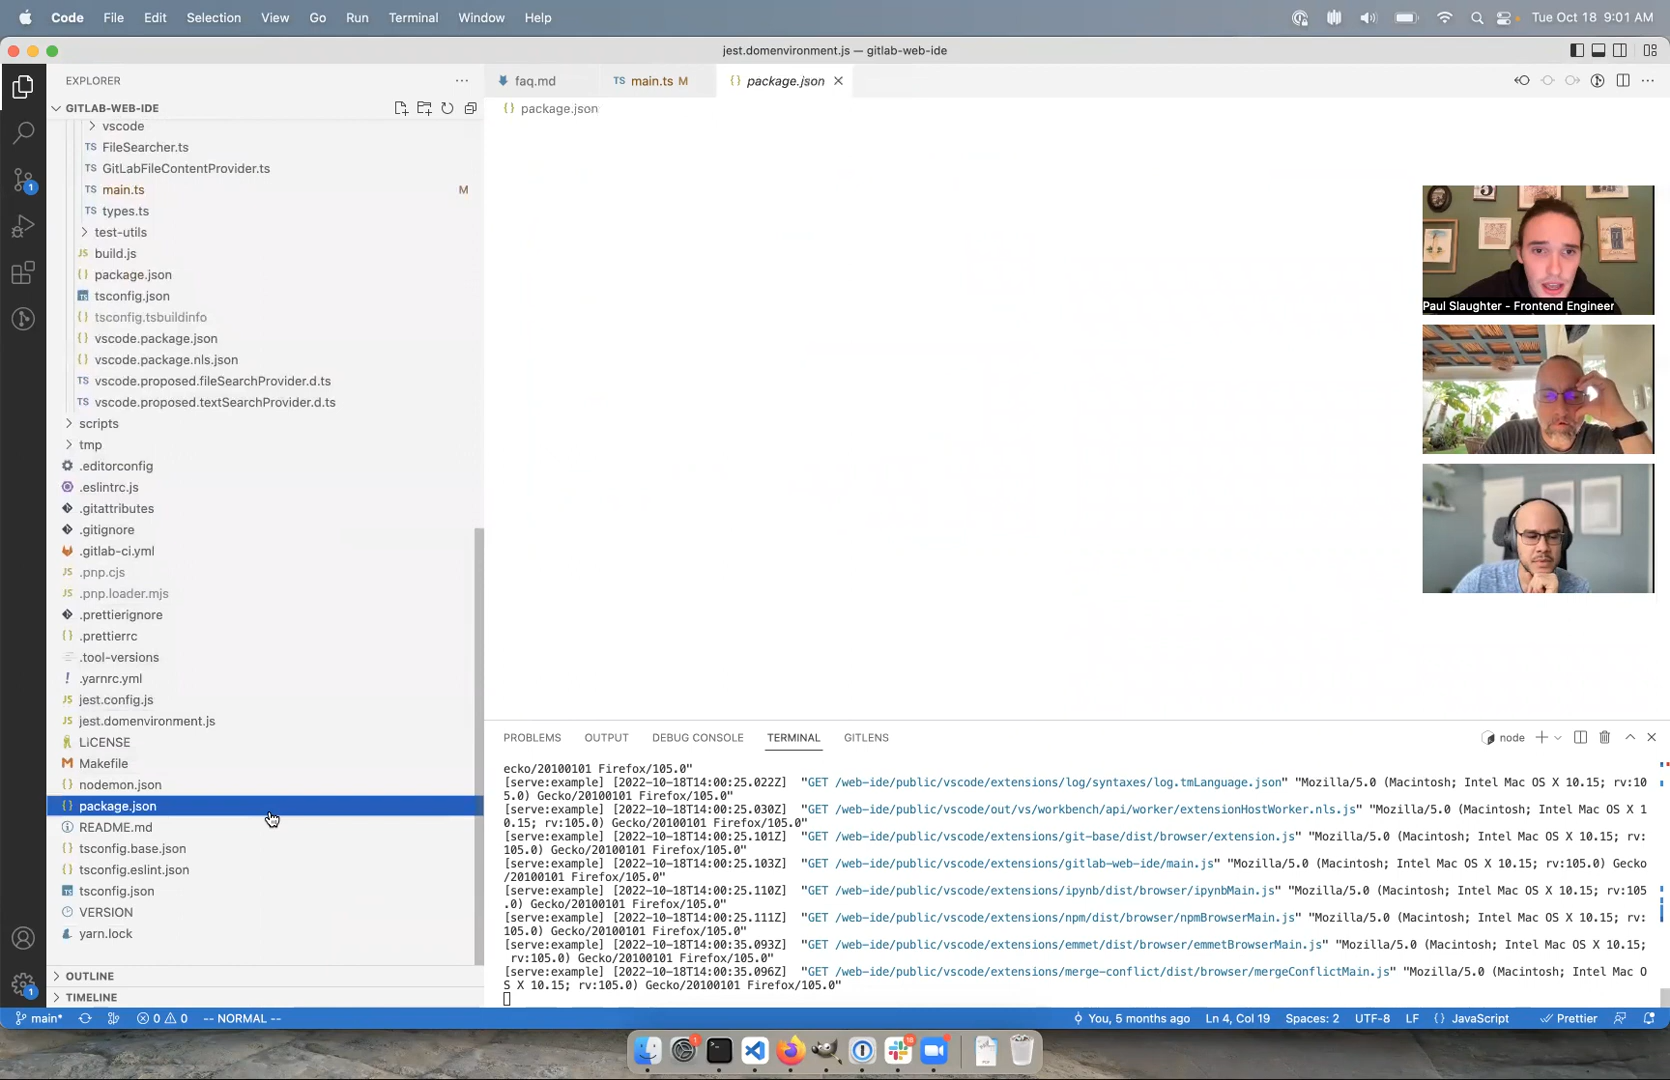 Code File Edit Selection View Go Run Terminal Window Help Tue Oct 18 9:01 AM
jest.domenvironment.js — gitlab-web-ide
EXPLORER
faq.md main.ts M package.json
GITLAB-WEB-IDE
package.json
vscode
FileSearcher.ts
GitLabFileContentProvider.ts
main.ts M
types.ts
test-utils
build.js
package.json
tsconfig.json
tsconfig.tsbuildinfo
vscode.package.json
vscode.package.nls.json
vscode.proposed.fileSearchProvider.d.ts
vscode.proposed.textSearchProvider.d.ts
scripts
tmp
.editorconfig
.eslintrc.js
.gitattributes
.gitignore
.gitlab-ci.yml
.pnp.cjs
.pnp.loader.mjs
.prettierignore
.prettierrc
.tool-versions
.yarnrc.yml
jest.config.js
jest.domenvironment.js
LICENSE
Makefile
nodemon.json
package.json
README.md
tsconfig.base.json
tsconfig.eslint.json
tsconfig.json
VERSION
yarn.lock
OUTLINE
TIMELINE
Paul Slaughter - Frontend Engineer
PROBLEMS OUTPUT DEBUG CONSOLE TERMINAL GITLENS node
ecko/20100101 Firefox/105.0"
[serve:example] [2022-10-18T14:00:25.022Z] "GET /web-ide/public/vscode/extensions/log/syntaxes/log.tmLanguage.json" "Mozilla/5.0 (Macintosh; Intel Mac OS X 10.15; rv:10
5.0) Gecko/20100101 Firefox/105.0"
[serve:example] [2022-10-18T14:00:25.030Z] "GET /web-ide/public/vscode/out/vs/workbench/api/worker/extensionHostWorker.nls.js" "Mozilla/5.0 (Macintosh; Intel Mac OS X 1
0.15; rv:105.0) Gecko/20100101 Firefox/105.0"
[serve:example] [2022-10-18T14:00:25.101Z] "GET /web-ide/public/vscode/extensions/git-base/dist/browser/extension.js" "Mozilla/5.0 (Macintosh; Intel Mac OS X 10.15; rv:
105.0) Gecko/20100101 Firefox/105.0"
[serve:example] [2022-10-18T14:00:25.103Z] "GET /web-ide/public/vscode/extensions/gitlab-web-ide/main.js" "Mozilla/5.0 (Macintosh; Intel Mac OS X 10.15; rv:105.0) Gecko
/20100101 Firefox/105.0"
[serve:example] [2022-10-18T14:00:25.110Z] "GET /web-ide/public/vscode/extensions/ipynb/dist/browser/ipynbMain.js" "Mozilla/5.0 (Macintosh; Intel Mac OS X 10.15; rv:105
.0) Gecko/20100101 Firefox/105.0"
[serve:example] [2022-10-18T14:00:25.111Z] "GET /web-ide/public/vscode/extensions/npm/dist/browser/npmBrowserMain.js" "Mozilla/5.0 (Macintosh; Intel Mac OS X 10.15; rv:
105.0) Gecko/20100101 Firefox/105.0"
[serve:example] [2022-10-18T14:00:35.093Z] "GET /web-ide/public/vscode/extensions/emmet/dist/browser/emmetBrowserMain.js" "Mozilla/5.0 (Macintosh; Intel Mac OS X 10.15;
rv:105.0) Gecko/20100101 Firefox/105.0"
[serve:example] [2022-10-18T14:00:35.096Z] "GET /web-ide/public/vscode/extensions/merge-conflict/dist/browser/mergeConflictMain.js" "Mozilla/5.0 (Macintosh; Intel Mac O
S X 10.15; rv:105.0) Gecko/20100101 Firefox/105.0"
main* 0 0 -- NORMAL -- You, 5 months ago Ln 4, Col 19 Spaces: 2 UTF-8 LF JavaScript Prettier